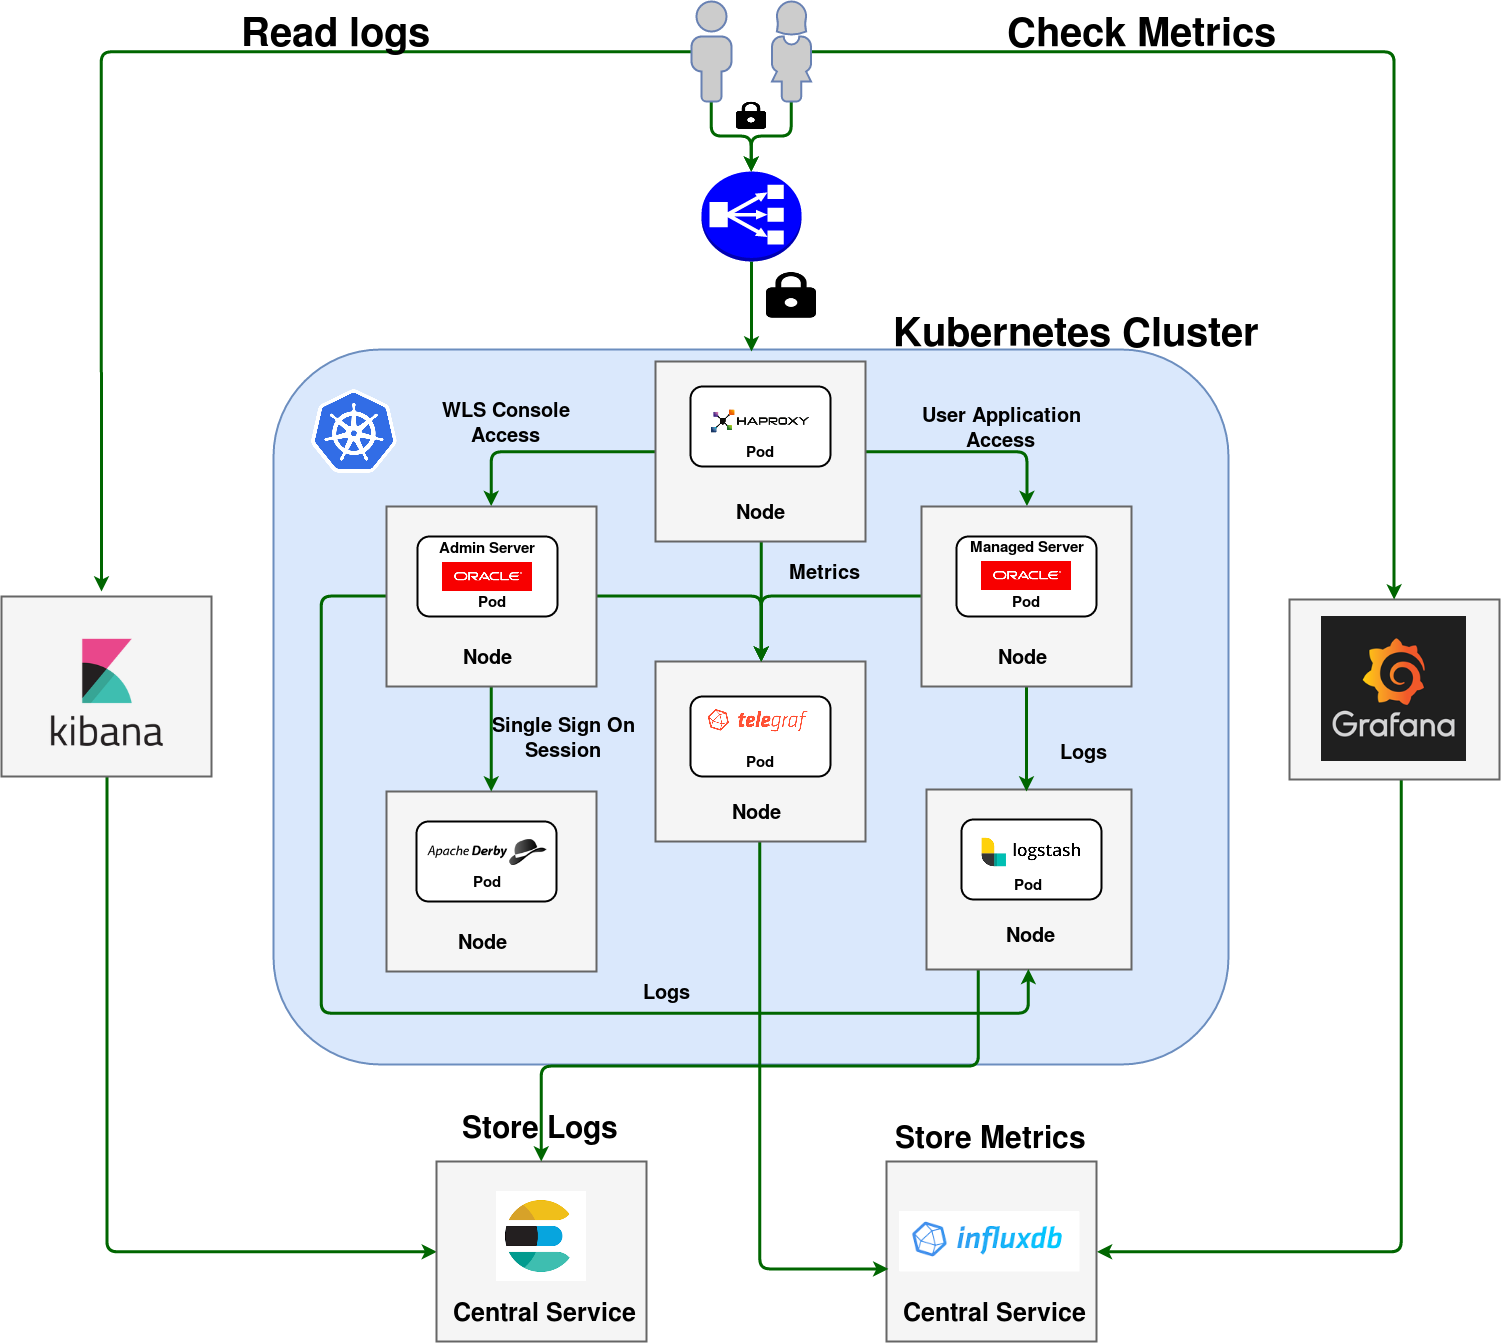 Read logs
Check Metrics
Kubernetes Cluster
WLS Console
Access
User Application
Access
HAPROXY
Pod
Node
Admin Server
ORACLE
Pod
Node
Metrics
Managed Server
ORACLE
Pod
Node
kibana
Grafana
Single Sign On
Session
telegraf
Pod
Node
Logs
Apache Derby
Pod
Node
logstash
Pod
Node
Logs
Store Logs
Store Metrics
Central Service
influxdb
Central Service